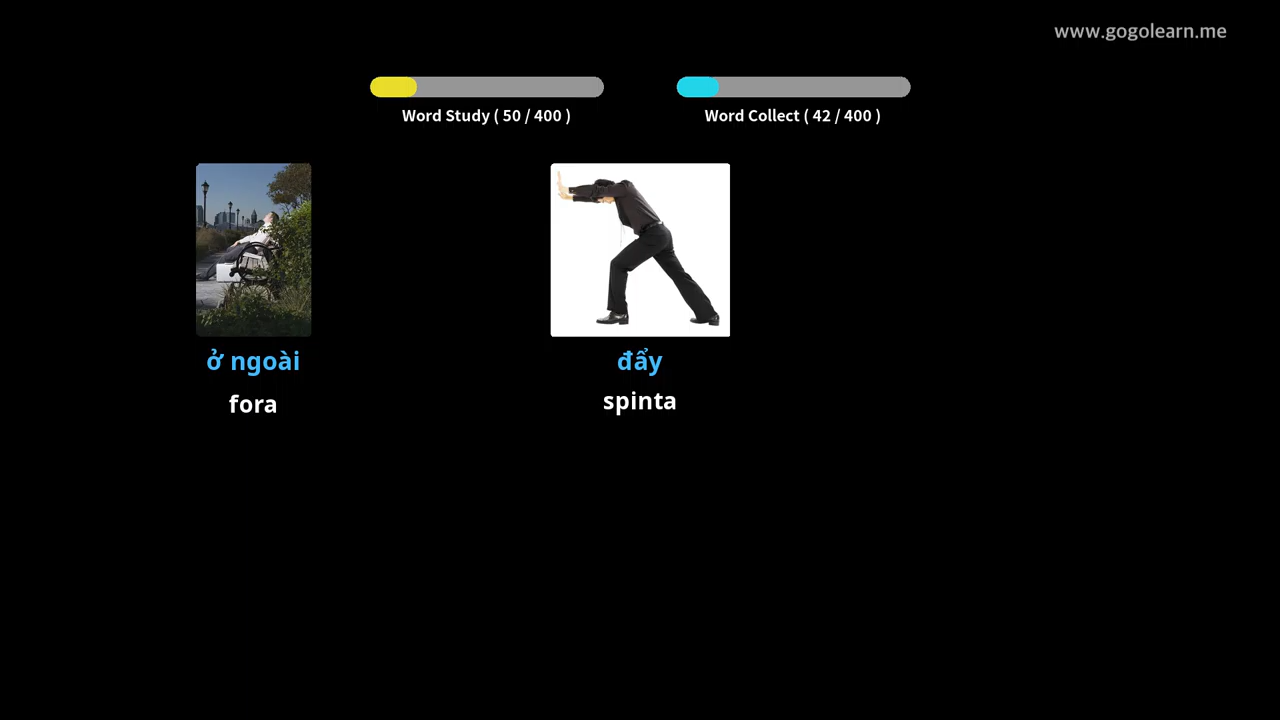 www.gogolearn.me
Word Study ( 50 / 400 )
Word Collect ( 42 / 400 )
ở ngoài
fora
đẩy
spinta